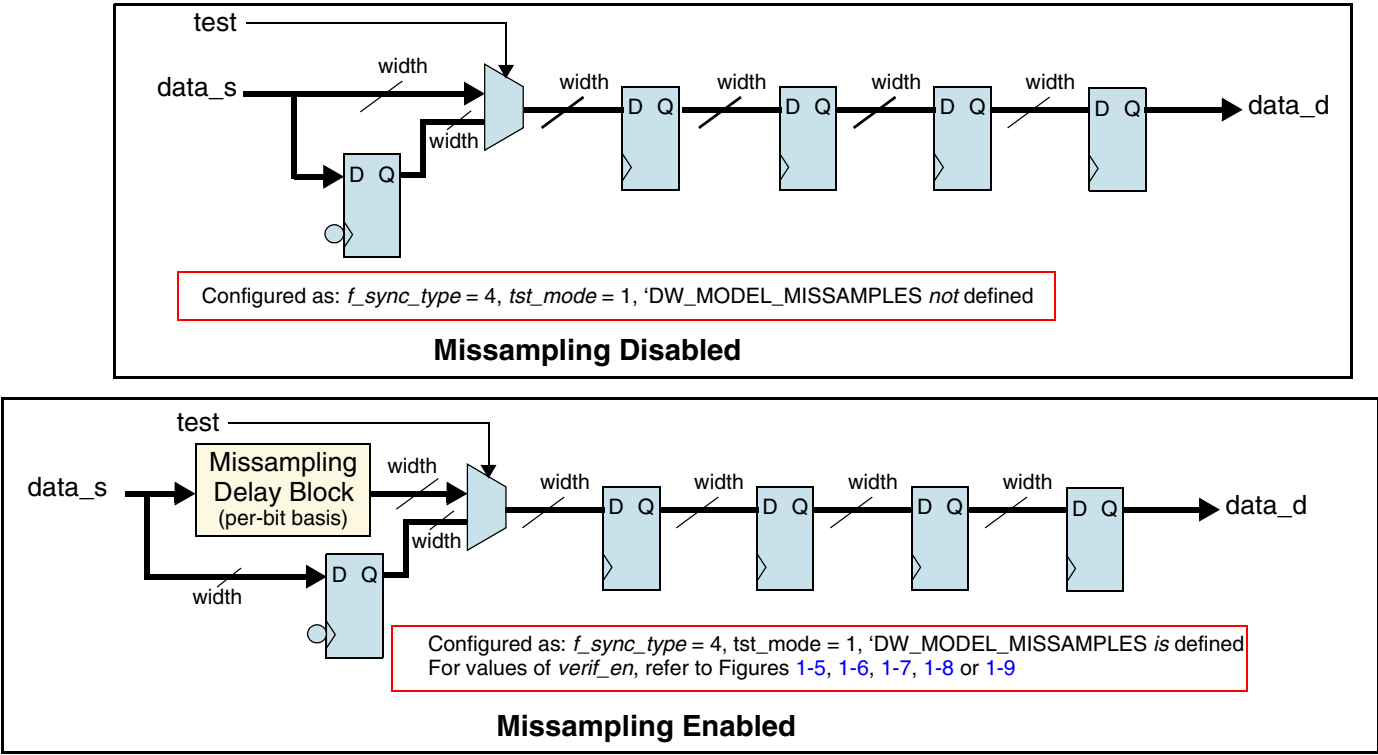 test
width
width
width
width
width
data_s
data_d
D Q
D Q
D Q
D Q
width
D Q
Configured as: f_sync_type = 4, tst_mode = 1, ‘DW_MODEL_MISSAMPLES not defined
Missampling Disabled
test
Missampling
Delay Block
(per-bit basis)
width
width
width
width
width
data_s
data_d
D Q
D Q
D Q
D Q
width
D Q
width
Configured as: f_sync_type = 4, tst_mode = 1, ‘DW_MODEL_MISSAMPLES is defined
For values of verif_en, refer to Figures 1-5, 1-6, 1-7, 1-8 or 1-9
Missampling Enabled